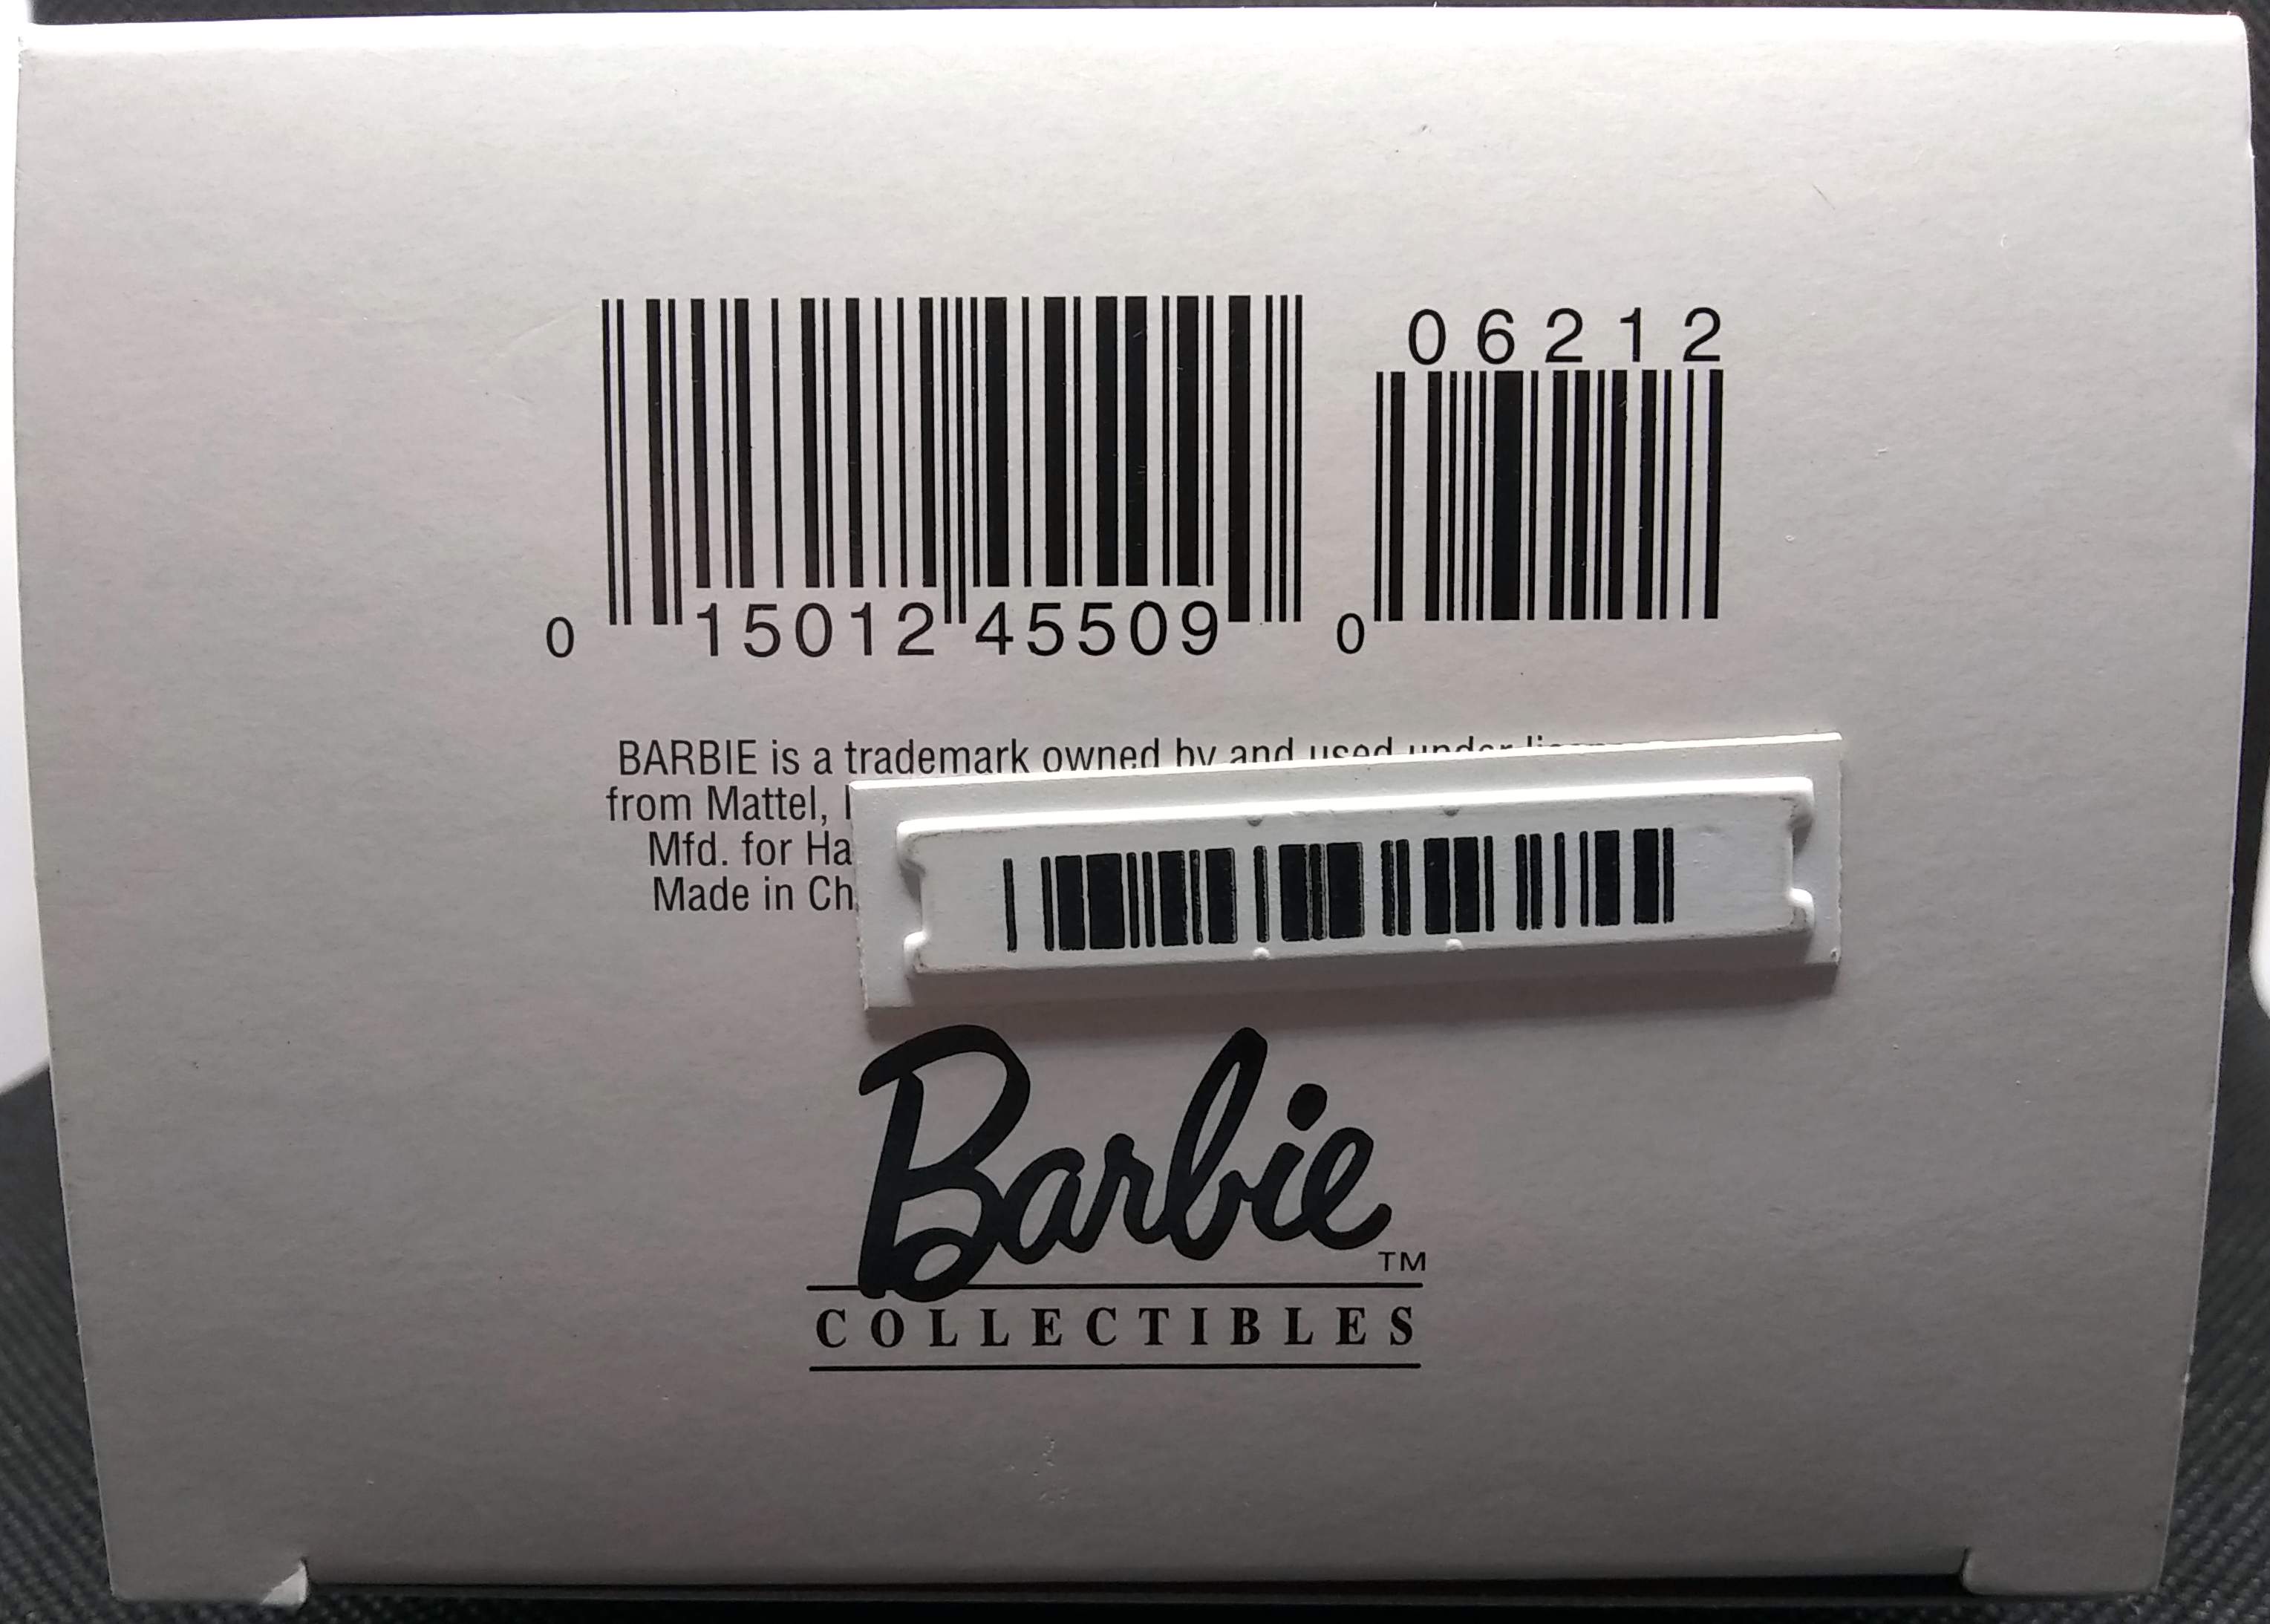 06212
0 15012 45509 0
BARBIE is a trademark owned by and used under
from Mattel,
Mfd. for Ha
Made in Ch
Barbie™
COLLECTIBLES